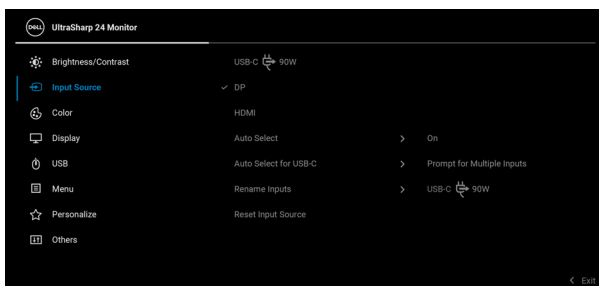 DELL UltraSharp 24 Monitor
Brightness/Contrast USB-C 90W
Input Source DP
Color HDMI
Display Auto Select On
USB Auto Select for USB-C Prompt for Multiple Inputs
Menu Rename Inputs USB-C 90W
Personalize Reset Input Source
Others
Exit